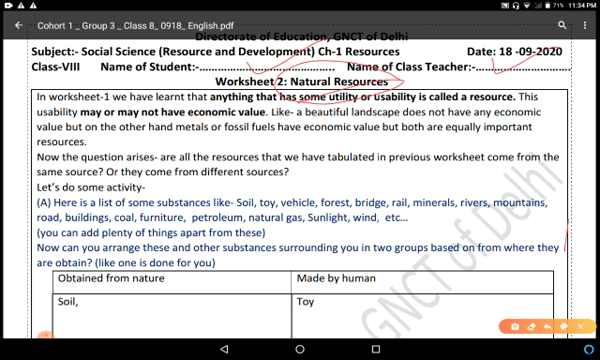 71% 11:34 PM
Cohort 1 _ Group 3 _ Class 8_ 0918_ English.pdf
Directorate of Education, GNCT of Delhi
Subject:- Social Science (Resource and Development) Ch-1 Resources Date: 18 -09-2020
Class-VIII Name of Student:-........................................ Name of Class Teacher:-........................
Worksheet 2: Natural Resources
In worksheet-1 we have learnt that anything that has some utility or usability is called a resource. This
usability may or may not have economic value. Like- a beautiful landscape does not have any economic
value but on the other hand metals or fossil fuels have economic value but both are equally important
resources.
Now the question arises- are all the resources that we have tabulated in previous worksheet come from the
same source? Or they come from different sources?
Let's do some activity-
(A) Here is a list of some substances like- Soil, toy, vehicle, forest, bridge, rail, minerals, rivers, mountains,
road, buildings, coal, furniture, petroleum, natural gas, Sunlight, wind, etc...
(you can add plenty of things apart from these)
Now can you arrange these and other substances surrounding you in two groups based on from where they
are obtain? (like one is done for you)
Obtained from nature Made by human
Soil, Toy
GNCT of Delhi